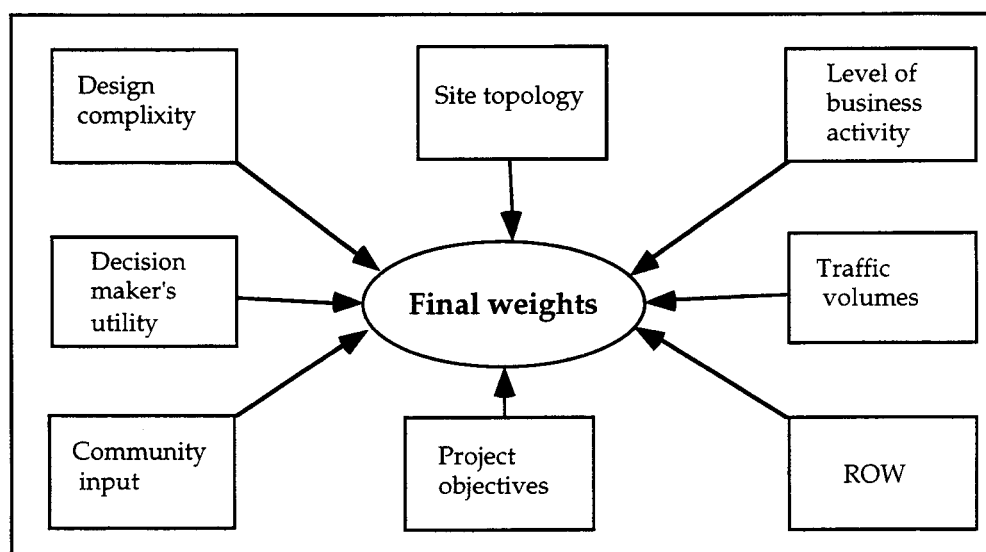 Design
complixity
Site topology
Level of
business
activity
Decision
maker's
utility
Final weights
Traffic
volumes
Community
input
Project
objectives
ROW